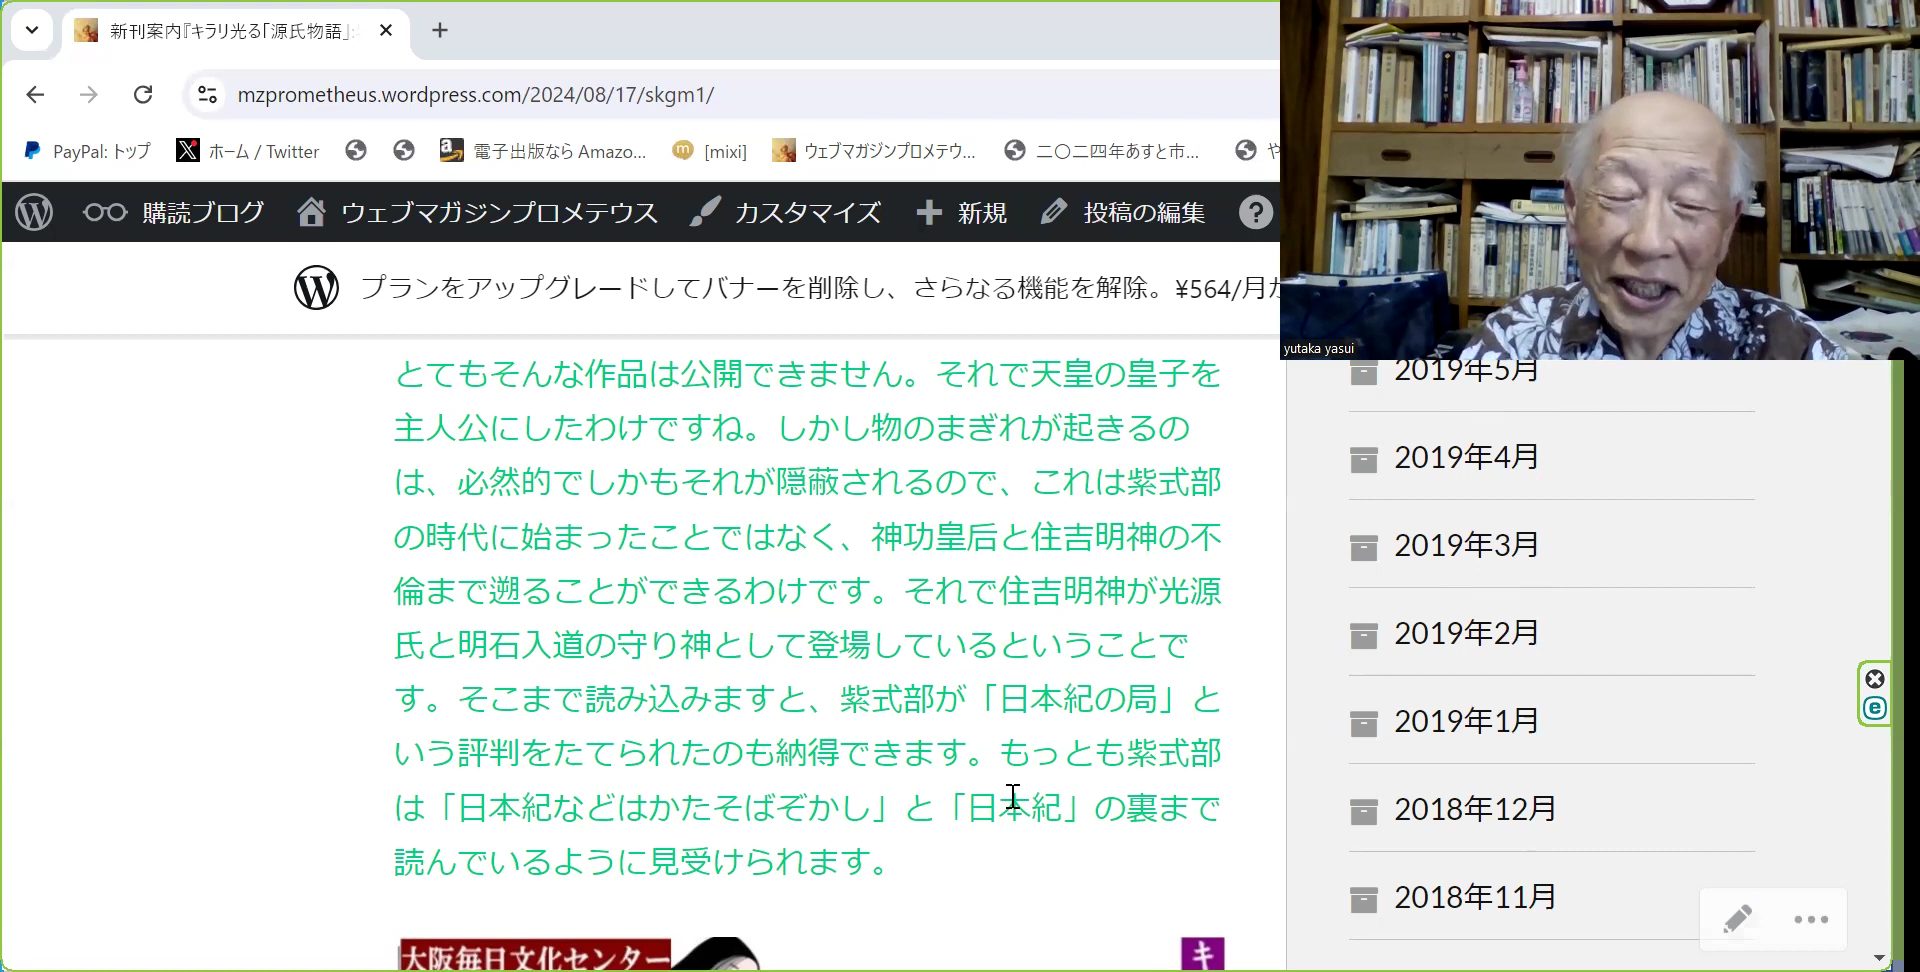 新刊案内『キラリ光る「源氏物語」
mzprometheus.wordpress.com/2024/08/17/skgm1/
PayPal: トップ
ホーム / Twitter
電子出版なら Amazo...
[mixi]
ウェブマガジンプロメテウ...
二〇二四年あすと市...
や
購読ブログ
ウェブマガジンプロメテウス
カスタマイズ
新規
投稿の編集
プランをアップグレードしてバナーを削除し、さらなる機能を解除。¥564/月か
yutaka yasui
とてもそんな作品は公開できません。それで天皇の皇子を
主人公にしたわけですね。しかし物のまぎれが起きるの
は、必然的でしかもそれが隠蔽されるので、これは紫式部
の時代に始まったことではなく、神功皇后と住吉明神の不
倫まで遡ることができるわけです。それで住吉明神が光源
氏と明石入道の守り神として登場しているということで
す。そこまで読み込みますと、紫式部が「日本紀の局」と
いう評判をたてられたのも納得できます。もっとも紫式部
は「日本紀などはかたそばぞかし」と「日本紀」の裏まで
読んでいるように見受けられます。
大阪毎日文化センター
キ
2019年5月
2019年4月
2019年3月
2019年2月
2019年1月
2018年12月
2018年11月